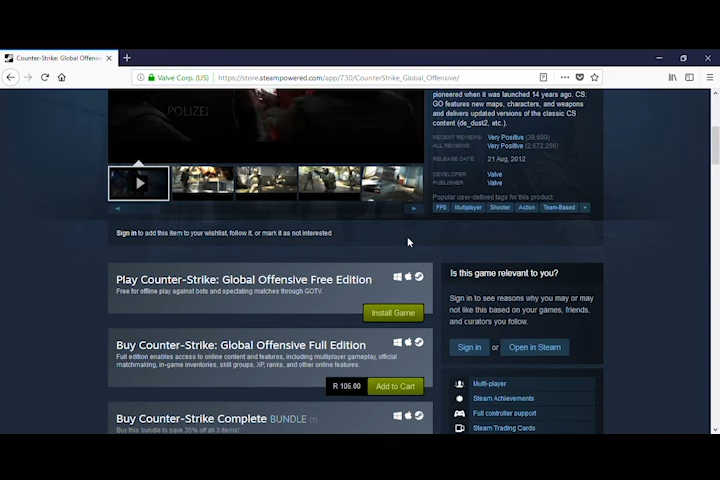 Counter-Strike: Global Offensiv
Valve Corp. (US)
https://store.steampowered.com/app/730/CounterStrike_Global_Offensive/
POLIZEI
pioneered when it was launched 14 years ago. CS:
GO features new maps, characters, and weapons
and delivers updated versions of the classic CS
content (de_dust2, etc.).
RECENT REVIEWS: Very Positive (39,600)
ALL REVIEWS: Very Positive (2,672,266)
RELEASE DATE: 21 Aug, 2012
DEVELOPER: Valve
PUBLISHER: Valve
Popular user-defined tags for this product:
FPS Multiplayer Shooter Action Team-Based +
Sign in to add this item to your wishlist, follow it, or mark it as not interested
Play Counter-Strike: Global Offensive Free Edition
Free for offline play against bots and spectating matches through GOTV.
Install Game
Buy Counter-Strike: Global Offensive Full Edition
Full edition enables access to online content and features, including multiplayer gameplay, official
matchmaking, in-game inventories, skill groups, XP, ranks, and other online features.
R 105.00 Add to Cart
Buy Counter-Strike Complete BUNDLE (?)
Buy this bundle to save 35% off all 3 items!
Is this game relevant to you?
Sign in to see reasons why you may or may
not like this based on your games, friends,
and curators you follow.
Sign in or Open in Steam
Multi-player
Steam Achievements
Full controller support
Steam Trading Cards